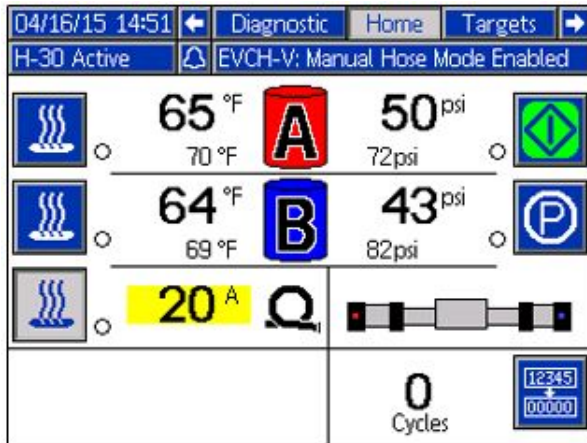 04/16/15 14:51 Diagnostic Home Targets
H-30 Active EVCH-V: Manual Hose Mode Enabled
65 °F A 50 psi
70 °F 72psi
64 °F B 43 psi
69 °F 82psi
20 A
0
Cycles
12345
00000
P